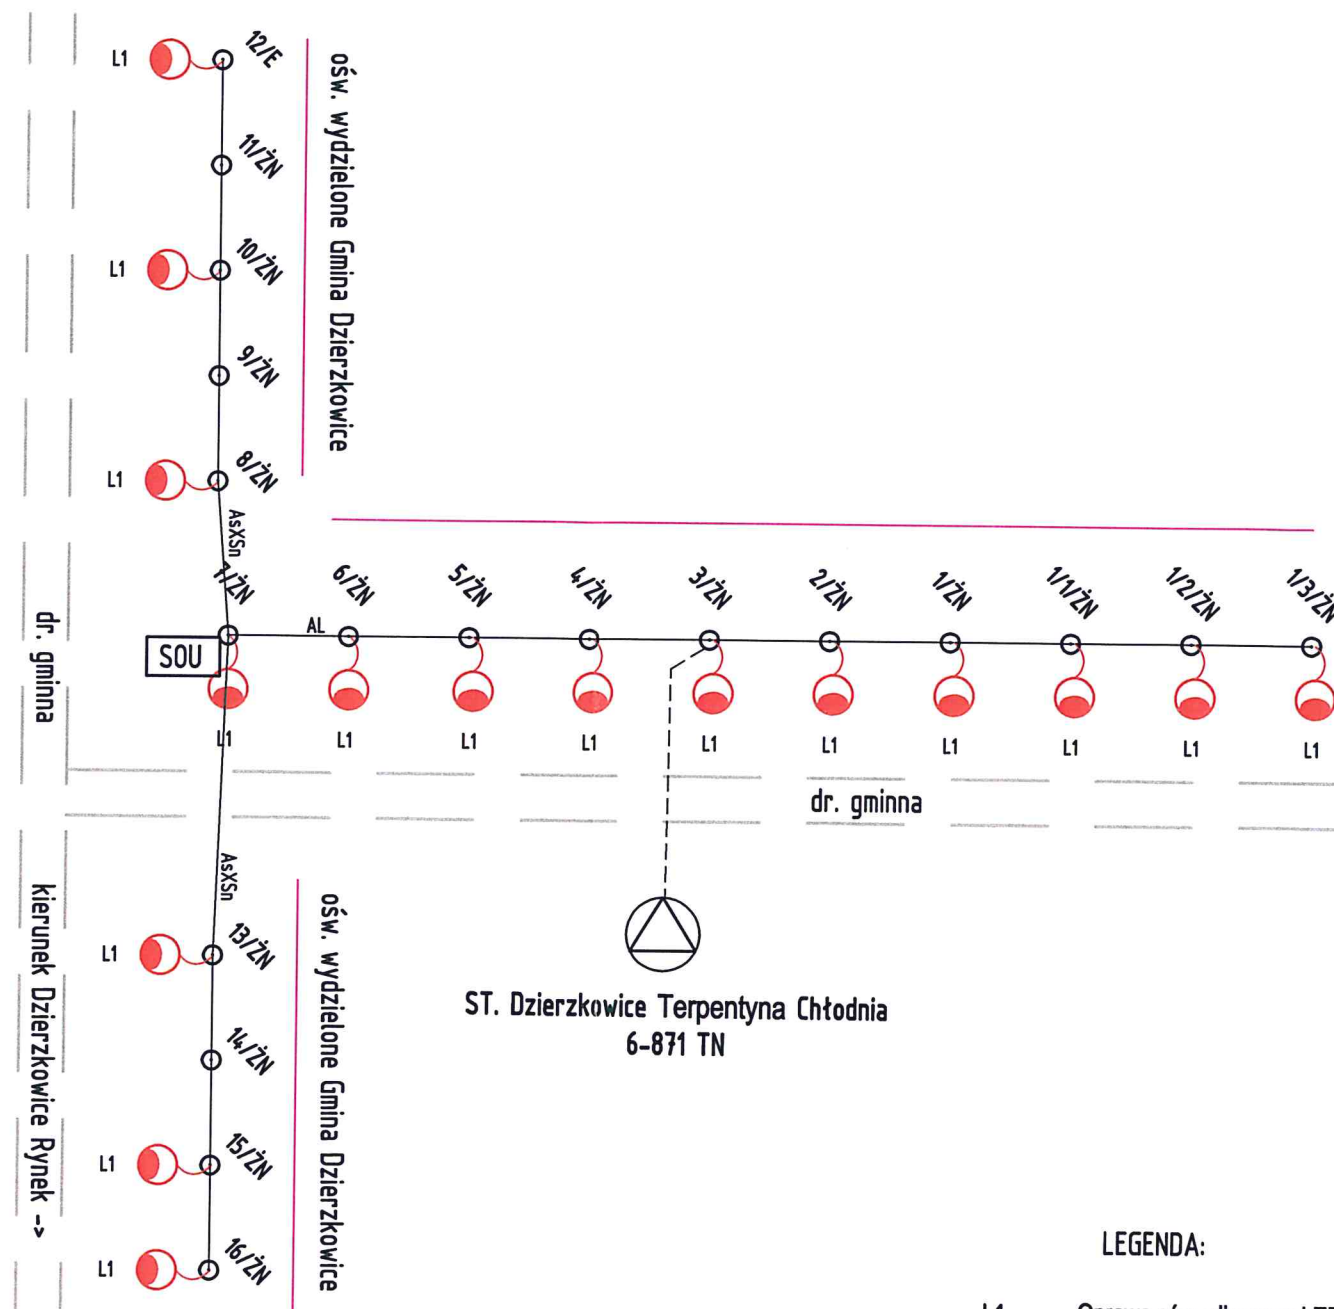 L1
12/E
11/ŻN
L1
10/ŻN
9/ŻN
L1
8/ŻN
ośw. wydzielone Gmina Dzierzkowice
AsXSn
7/ŻN
6/ŻN
5/ŻN
4/ŻN
3/ŻN
2/ŻN
1/ŻN
1/1/ŻN
1/2/ŻN
1/3/ŻN
AL
SOU
L1
L1
L1
L1
L1
L1
L1
L1
L1
L1
dr. gminna
dr. gminna
AsXSn
L1
13/ŻN
14/ŻN
L1
15/ŻN
L1
16/ŻN
ośw. wydzielone Gmina Dzierzkowice
kierunek Dzierzkowice Rynek ->
ST. Dzierzkowice Terpentyna Chłodnia
6-871 TN
LEGENDA: